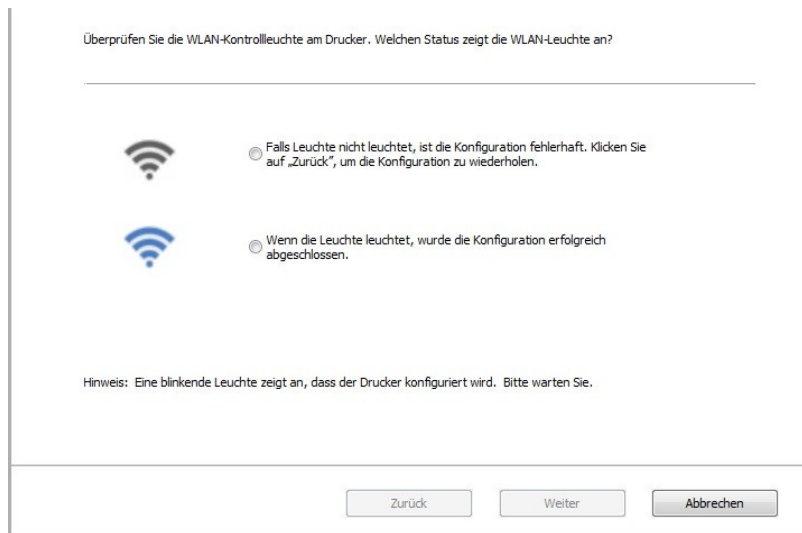 Überprüfen Sie die WLAN-Kontrollleuchte am Drucker. Welchen Status zeigt die WLAN-Leuchte an?
Falls Leuchte nicht leuchtet, ist die Konfiguration fehlerhaft. Klicken Sie
auf „Zurück", um die Konfiguration zu wiederholen.
Wenn die Leuchte leuchtet, wurde die Konfiguration erfolgreich
abgeschlossen.
Hinweis: Eine blinkende Leuchte zeigt an, dass der Drucker konfiguriert wird. Bitte warten Sie.
Zurück Weiter Abbrechen